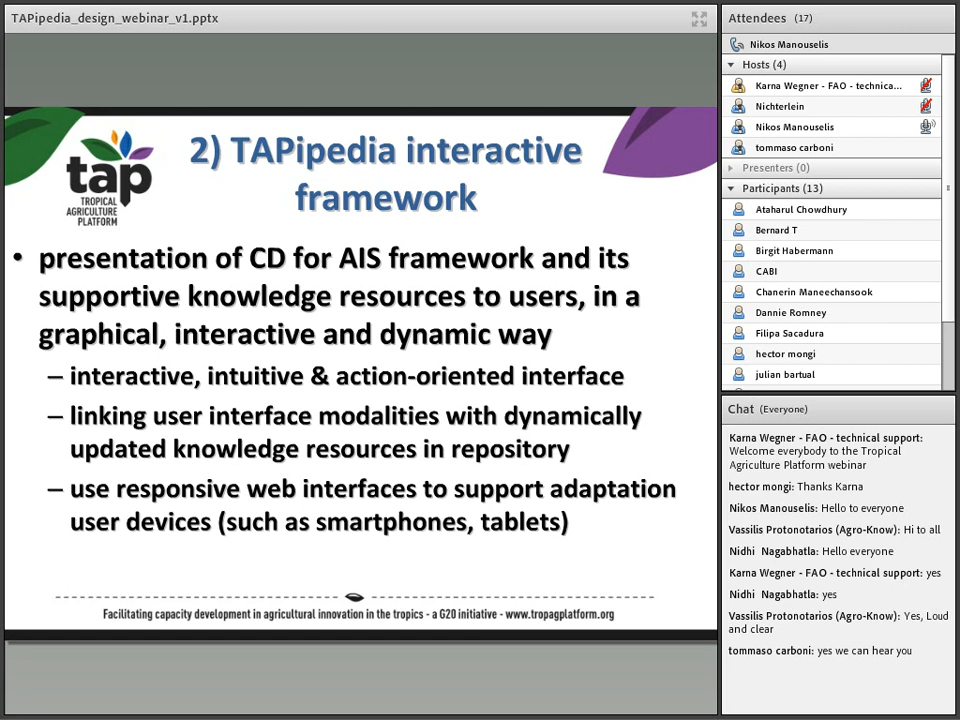 TAPipedia_design_webinar_v1.pptx
tap
TROPICAL
AGRICULTURE
PLATFORM
2) TAPipedia interactive
framework
• presentation of CD for AIS framework and its
supportive knowledge resources to users, in a
graphical, interactive and dynamic way
– interactive, intuitive & action-oriented interface
– linking user interface modalities with dynamically
updated knowledge resources in repository
– use responsive web interfaces to support adaptation
user devices (such as smartphones, tablets)
Facilitating capacity development in agricultural innovation in the tropics - a G20 initiative - www.tropagplatform.org
Attendees (17)
Nikos Manouselis
Hosts (4)
Karna Wegner - FAO - technica...
Nichterlein
Nikos Manouselis
tommaso carboni
Presenters (0)
Participants (13)
Ataharul Chowdhury
Bernard T
Birgit Habermann
CABI
Chanerin Maneechansook
Dannie Romney
Filipa Sacadura
hector mongi
julian bartual
Chat (Everyone)
Karna Wegner - FAO - technical support:
Welcome everybody to the Tropical
Agriculture Platform webinar
hector mongi: Thanks Karna
Nikos Manouselis: Hello to everyone
Vassilis Protonotarios (Agro-Know): Hi to all
Nidhi Nagabhatla: Hello everyone
Karna Wegner - FAO - technical support: yes
Nidhi Nagabhatla: yes
Vassilis Protonotarios (Agro-Know): Yes, Loud
and clear
tommaso carboni: yes we can hear you